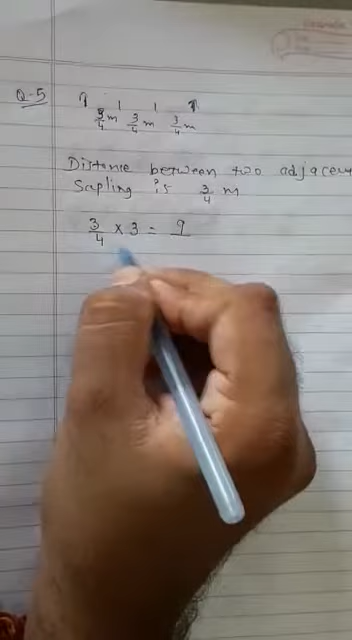 Q-5
3/4 m 3/4 m 3/4 m
Distance between two adjacent
Sapling is 3/4 m
3/4 × 3 = 9